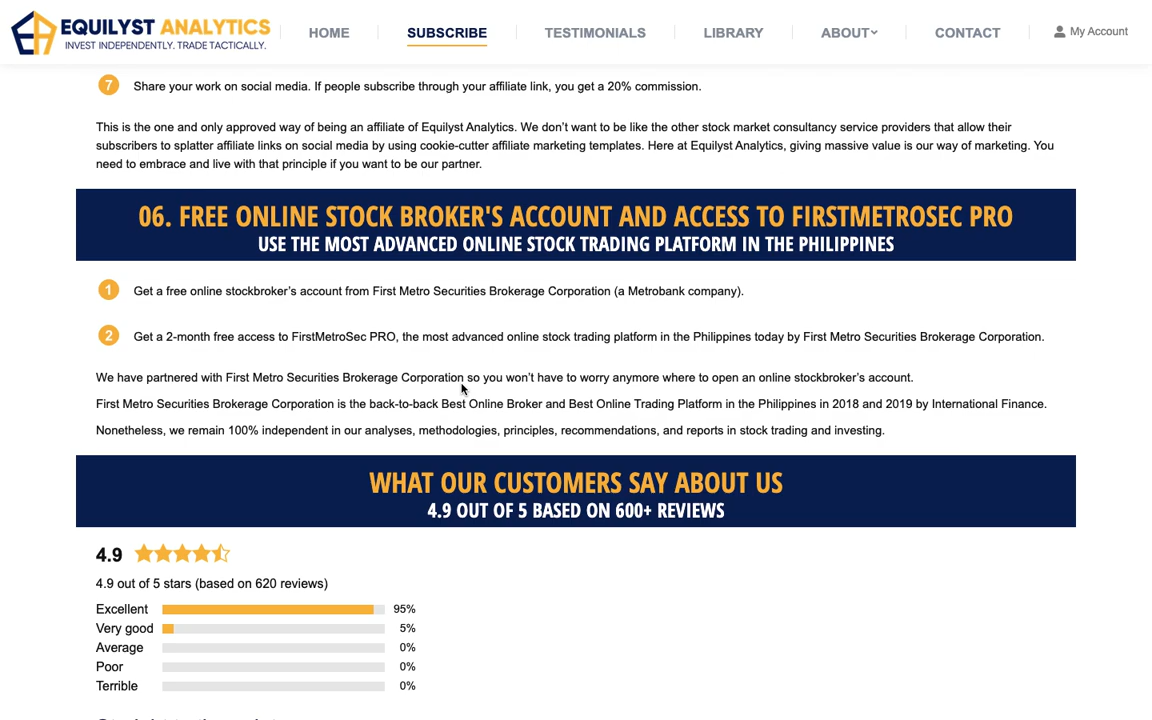 EQUILYST ANALYTICS
INVEST INDEPENDENTLY. TRADE TACTICALLY.
HOME
SUBSCRIBE
TESTIMONIALS
LIBRARY
ABOUT
CONTACT
My Account
7 Share your work on social media. If people subscribe through your affiliate link, you get a 20% commission.
This is the one and only approved way of being an affiliate of Equilyst Analytics. We don't want to be like the other stock market consultancy service providers that allow their
subscribers to splatter affiliate links on social media by using cookie-cutter affiliate marketing templates. Here at Equilyst Analytics, giving massive value is our way of marketing. You
need to embrace and live with that principle if you want to be our partner.
06. FREE ONLINE STOCK BROKER'S ACCOUNT AND ACCESS TO FIRSTMETROSEC PRO
USE THE MOST ADVANCED ONLINE STOCK TRADING PLATFORM IN THE PHILIPPINES
1 Get a free online stockbroker's account from First Metro Securities Brokerage Corporation (a Metrobank company).
2 Get a 2-month free access to FirstMetroSec PRO, the most advanced online stock trading platform in the Philippines today by First Metro Securities Brokerage Corporation.
We have partnered with First Metro Securities Brokerage Corporation so you won't have to worry anymore where to open an online stockbroker's account.
First Metro Securities Brokerage Corporation is the back-to-back Best Online Broker and Best Online Trading Platform in the Philippines in 2018 and 2019 by International Finance.
Nonetheless, we remain 100% independent in our analyses, methodologies, principles, recommendations, and reports in stock trading and investing.
WHAT OUR CUSTOMERS SAY ABOUT US
4.9 OUT OF 5 BASED ON 600+ REVIEWS
4.9
4.9 out of 5 stars (based on 620 reviews)
Excellent 95%
Very good 5%
Average 0%
Poor 0%
Terrible 0%